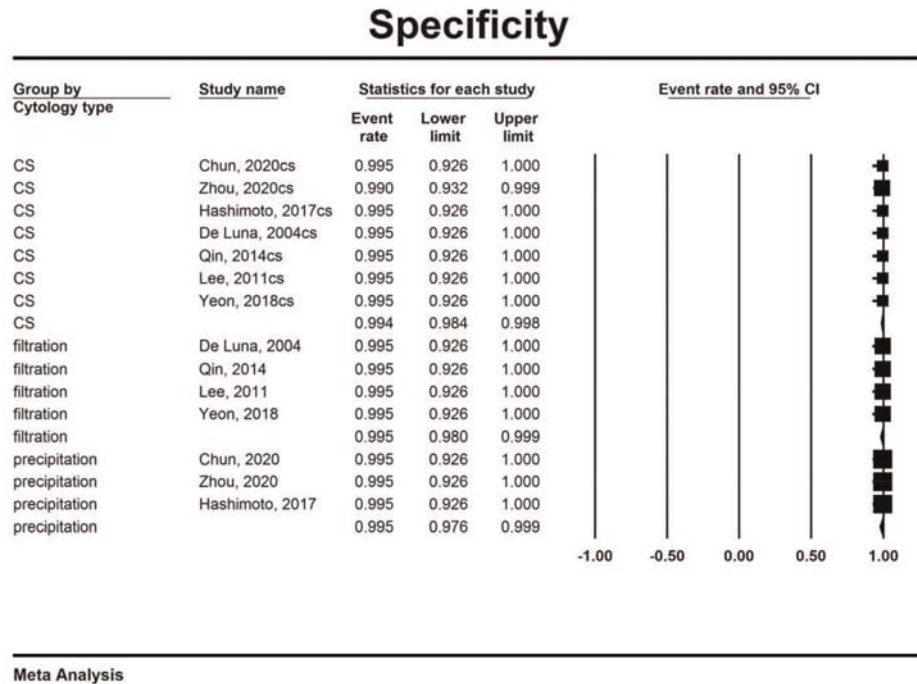 Specificity
Group by Study name Statistics for each study Event rate and 95% CI
Cytology type
Event Lower Upper
rate limit limit
CS Chun, 2020cs 0.995 0.926 1.000
CS Zhou, 2020cs 0.990 0.932 0.999
CS Hashimoto, 2017cs 0.995 0.926 1.000
CS De Luna, 2004cs 0.995 0.926 1.000
CS Qin, 2014cs 0.995 0.926 1.000
CS Lee, 2011cs 0.995 0.926 1.000
CS Yeon, 2018cs 0.995 0.926 1.000
CS 0.994 0.984 0.998
filtration De Luna, 2004 0.995 0.926 1.000
filtration Qin, 2014 0.995 0.926 1.000
filtration Lee, 2011 0.995 0.926 1.000
filtration Yeon, 2018 0.995 0.926 1.000
filtration 0.995 0.980 0.999
precipitation Chun, 2020 0.995 0.926 1.000
precipitation Zhou, 2020 0.995 0.926 1.000
precipitation Hashimoto, 2017 0.995 0.926 1.000
precipitation 0.995 0.976 0.999
-1.00 -0.50 0.00 0.50 1.00
Meta Analysis